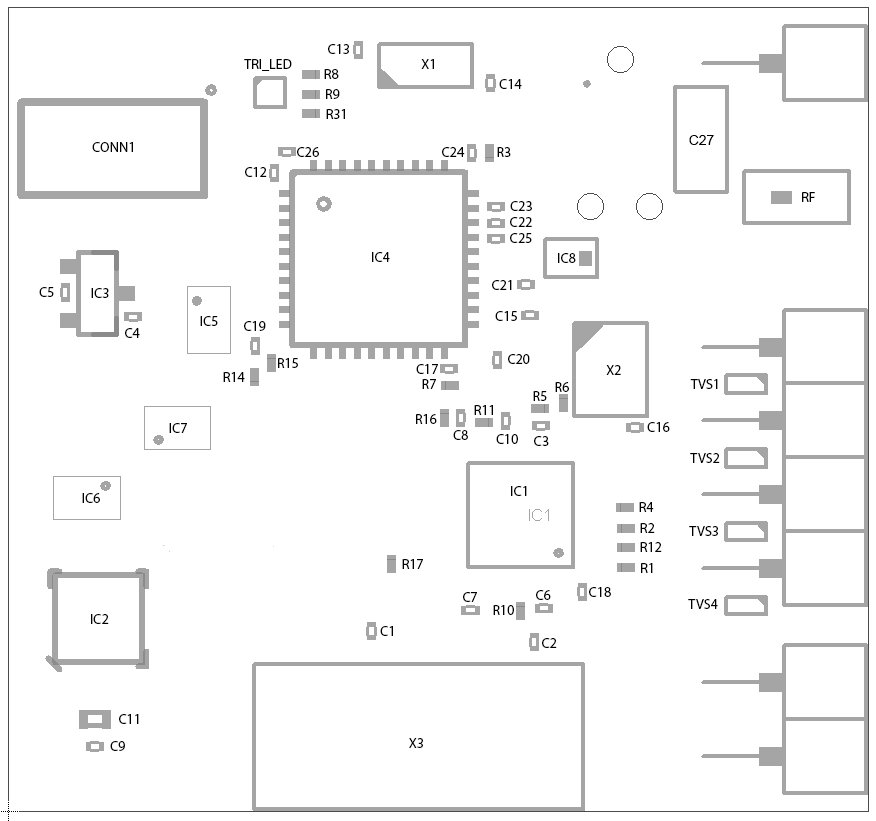 C13
TRI_LED
X1
R8
C14
R9
R31
C27
CONN1
C26
C24
R3
C12
RF
C23
C22
C25
IC4
IC8
C21
C5
IC3
C15
IC5
C4
C19
C20
R15
C17
X2
R14
R7
TVS1
R6
R5
R11
R16
C8
C10
C3
C16
IC7
TVS2
IC1
IC6
R4
IC1
R2
TVS3
R12
R17
R1
C18
C7
C6
TVS4
R10
IC2
C1
C2
C11
X3
C9